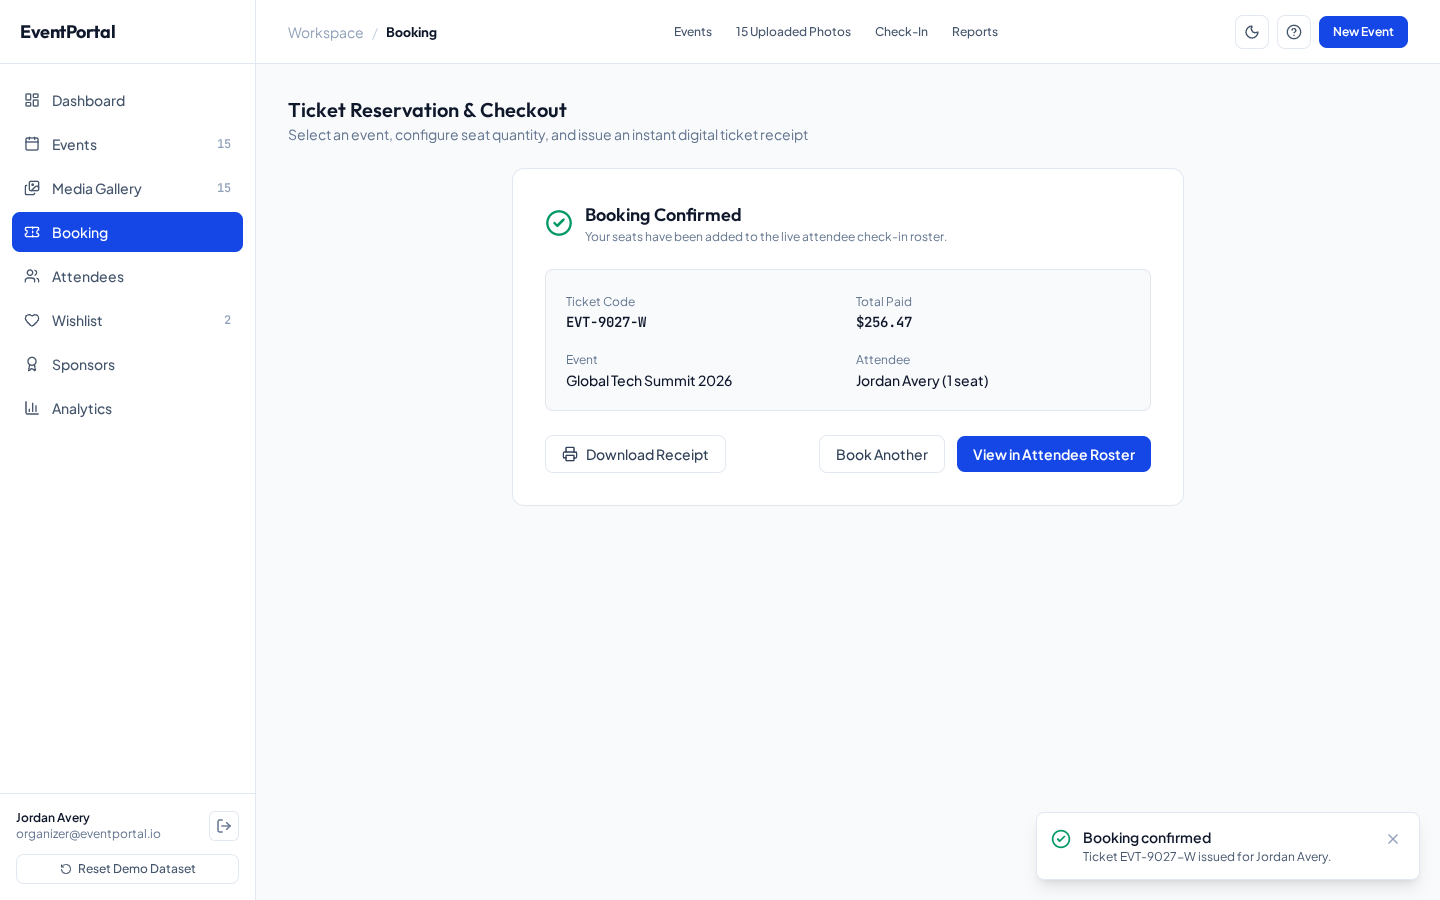 EventPortal
Workspace / Booking
Events
15 Uploaded Photos
Check-In
Reports
New Event
Dashboard
Events 15
Media Gallery 15
Booking
Attendees
Wishlist 2
Sponsors
Analytics
Ticket Reservation & Checkout
Select an event, configure seat quantity, and issue an instant digital ticket receipt
Booking Confirmed
Your seats have been added to the live attendee check-in roster.
Ticket Code
EVT-9027-W
Total Paid
$256.47
Event
Global Tech Summit 2026
Attendee
Jordan Avery (1 seat)
Download Receipt
Book Another
View in Attendee Roster
Jordan Avery
organizer@eventportal.io
Reset Demo Dataset
Booking confirmed
Ticket EVT-9027-W issued for Jordan Avery.